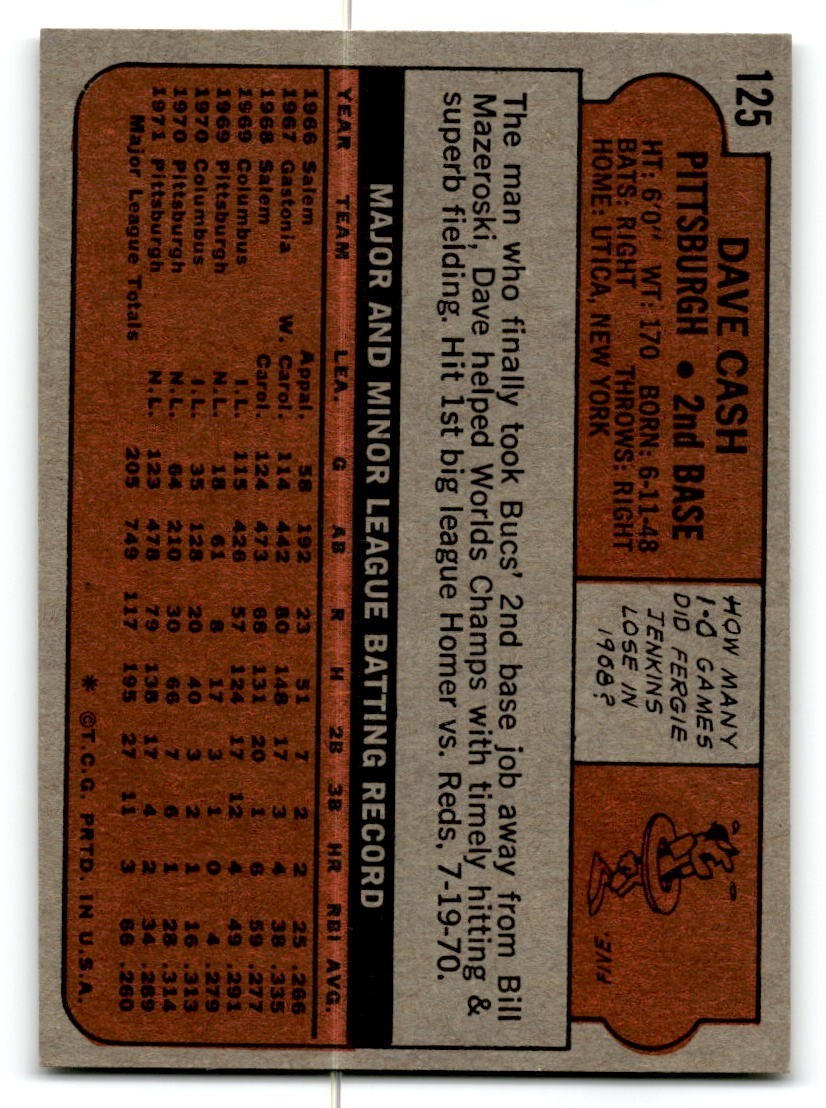 125
DAVE CASH
PITTSBURGH • 2nd BASE
HT: 6'0" WT: 170 BORN: 6-11-48
BATS: RIGHT THROWS: RIGHT
HOME: UTICA, NEW YORK
HOW MANY
1-0 GAMES
DID FERGIE
JENKINS
LOSE IN
1968?
FIVE.
The man who finally took Bucs' 2nd base job away from Bill
Mazeroski, Dave helped Worlds Champs with timely hitting &
superb fielding. Hit 1st big league Homer vs. Reds, 7-19-70.
MAJOR AND MINOR LEAGUE BATTING RECORD
YEAR TEAM LEA. G AB R H 2B 3B HR RBI AVG.
1966 Salem Appal. 58 192 23 51 7 2 2 25 .266
1967 Gastonia W. Carol. 114 442 80 148 17 3 4 38 .335
1968 Salem Carol. 124 473 68 131 20 1 6 59 .277
1969 Columbus I.L. 115 426 57 124 17 12 4 49 .291
1969 Pittsburgh N.L. 18 61 8 17 3 1 0 4 .279
1970 Columbus I.L. 35 128 20 40 3 2 1 16 .313
1970 Pittsburgh N.L. 64 210 30 66 7 6 1 28 .314
1971 Pittsburgh N.L. 123 478 79 138 17 4 2 34 .289
Major League Totals 205 749 117 195 27 11 3 66 .260
* ©T.C.G. PRTD. IN U.S.A.